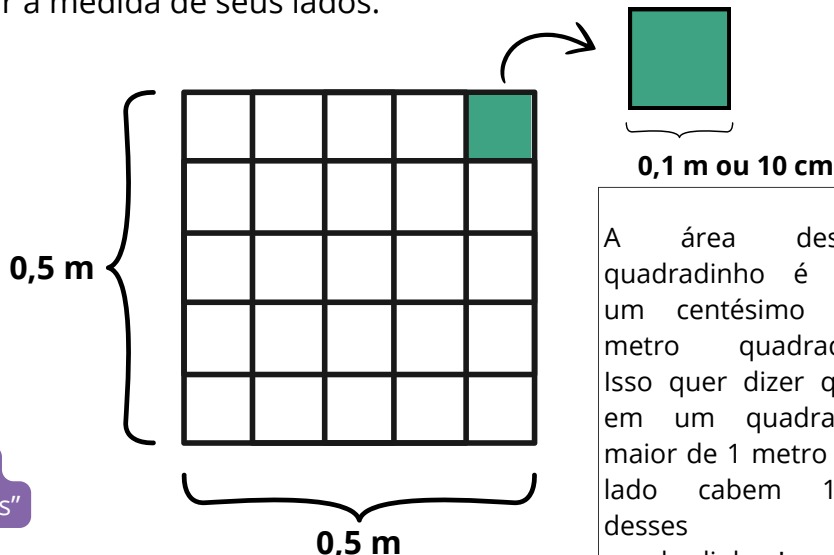 r a medida de seus lados.
0,1 m ou 10 cm
0,5 m
A área des
quadradinho é
um centésimo
metro quadrad
Isso quer dizer q
em um quadra
maior de 1 metro
lado cabem 1
desses
s”
0,5 m